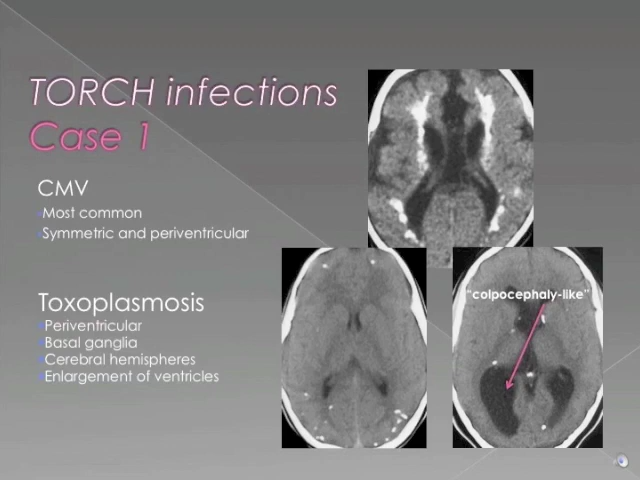 TORCH infections
Case 1
CMV
Most common
Symmetric and periventricular
Toxoplasmosis
Periventricular
Basal ganglia
Cerebral hemispheres
Enlargement of ventricles
"colpocephaly-like"